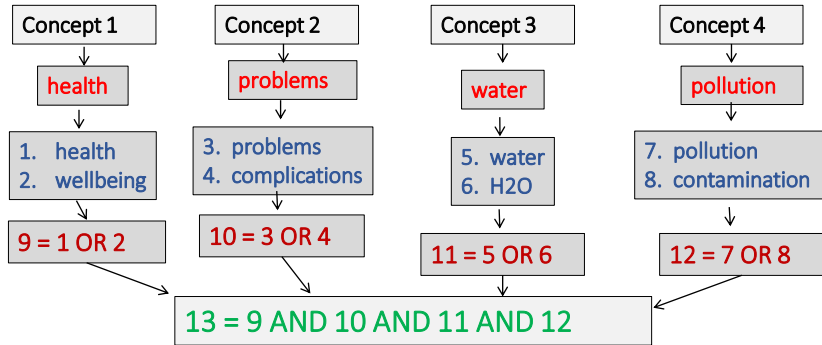 Concept 1
Concept 2
Concept 3
Concept 4
health
problems
water
pollution
1. health
2. wellbeing
3. problems
4. complications
5. water
6. H2O
7. pollution
8. contamination
9 = 1 OR 2
10 = 3 OR 4
11 = 5 OR 6
12 = 7 OR 8
13 = 9 AND 10 AND 11 AND 12